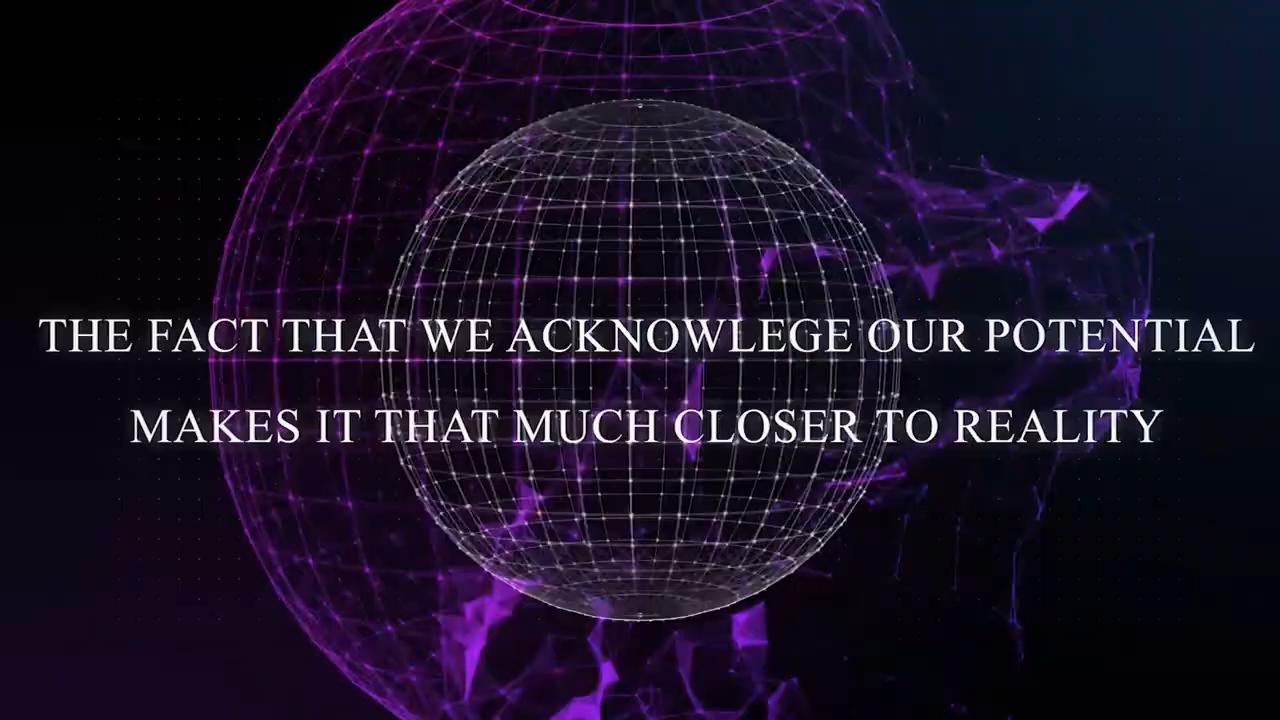 THE FACT THAT WE ACKNOWLEGE OUR POTENTIAL
MAKES IT THAT MUCH CLOSER TO REALITY